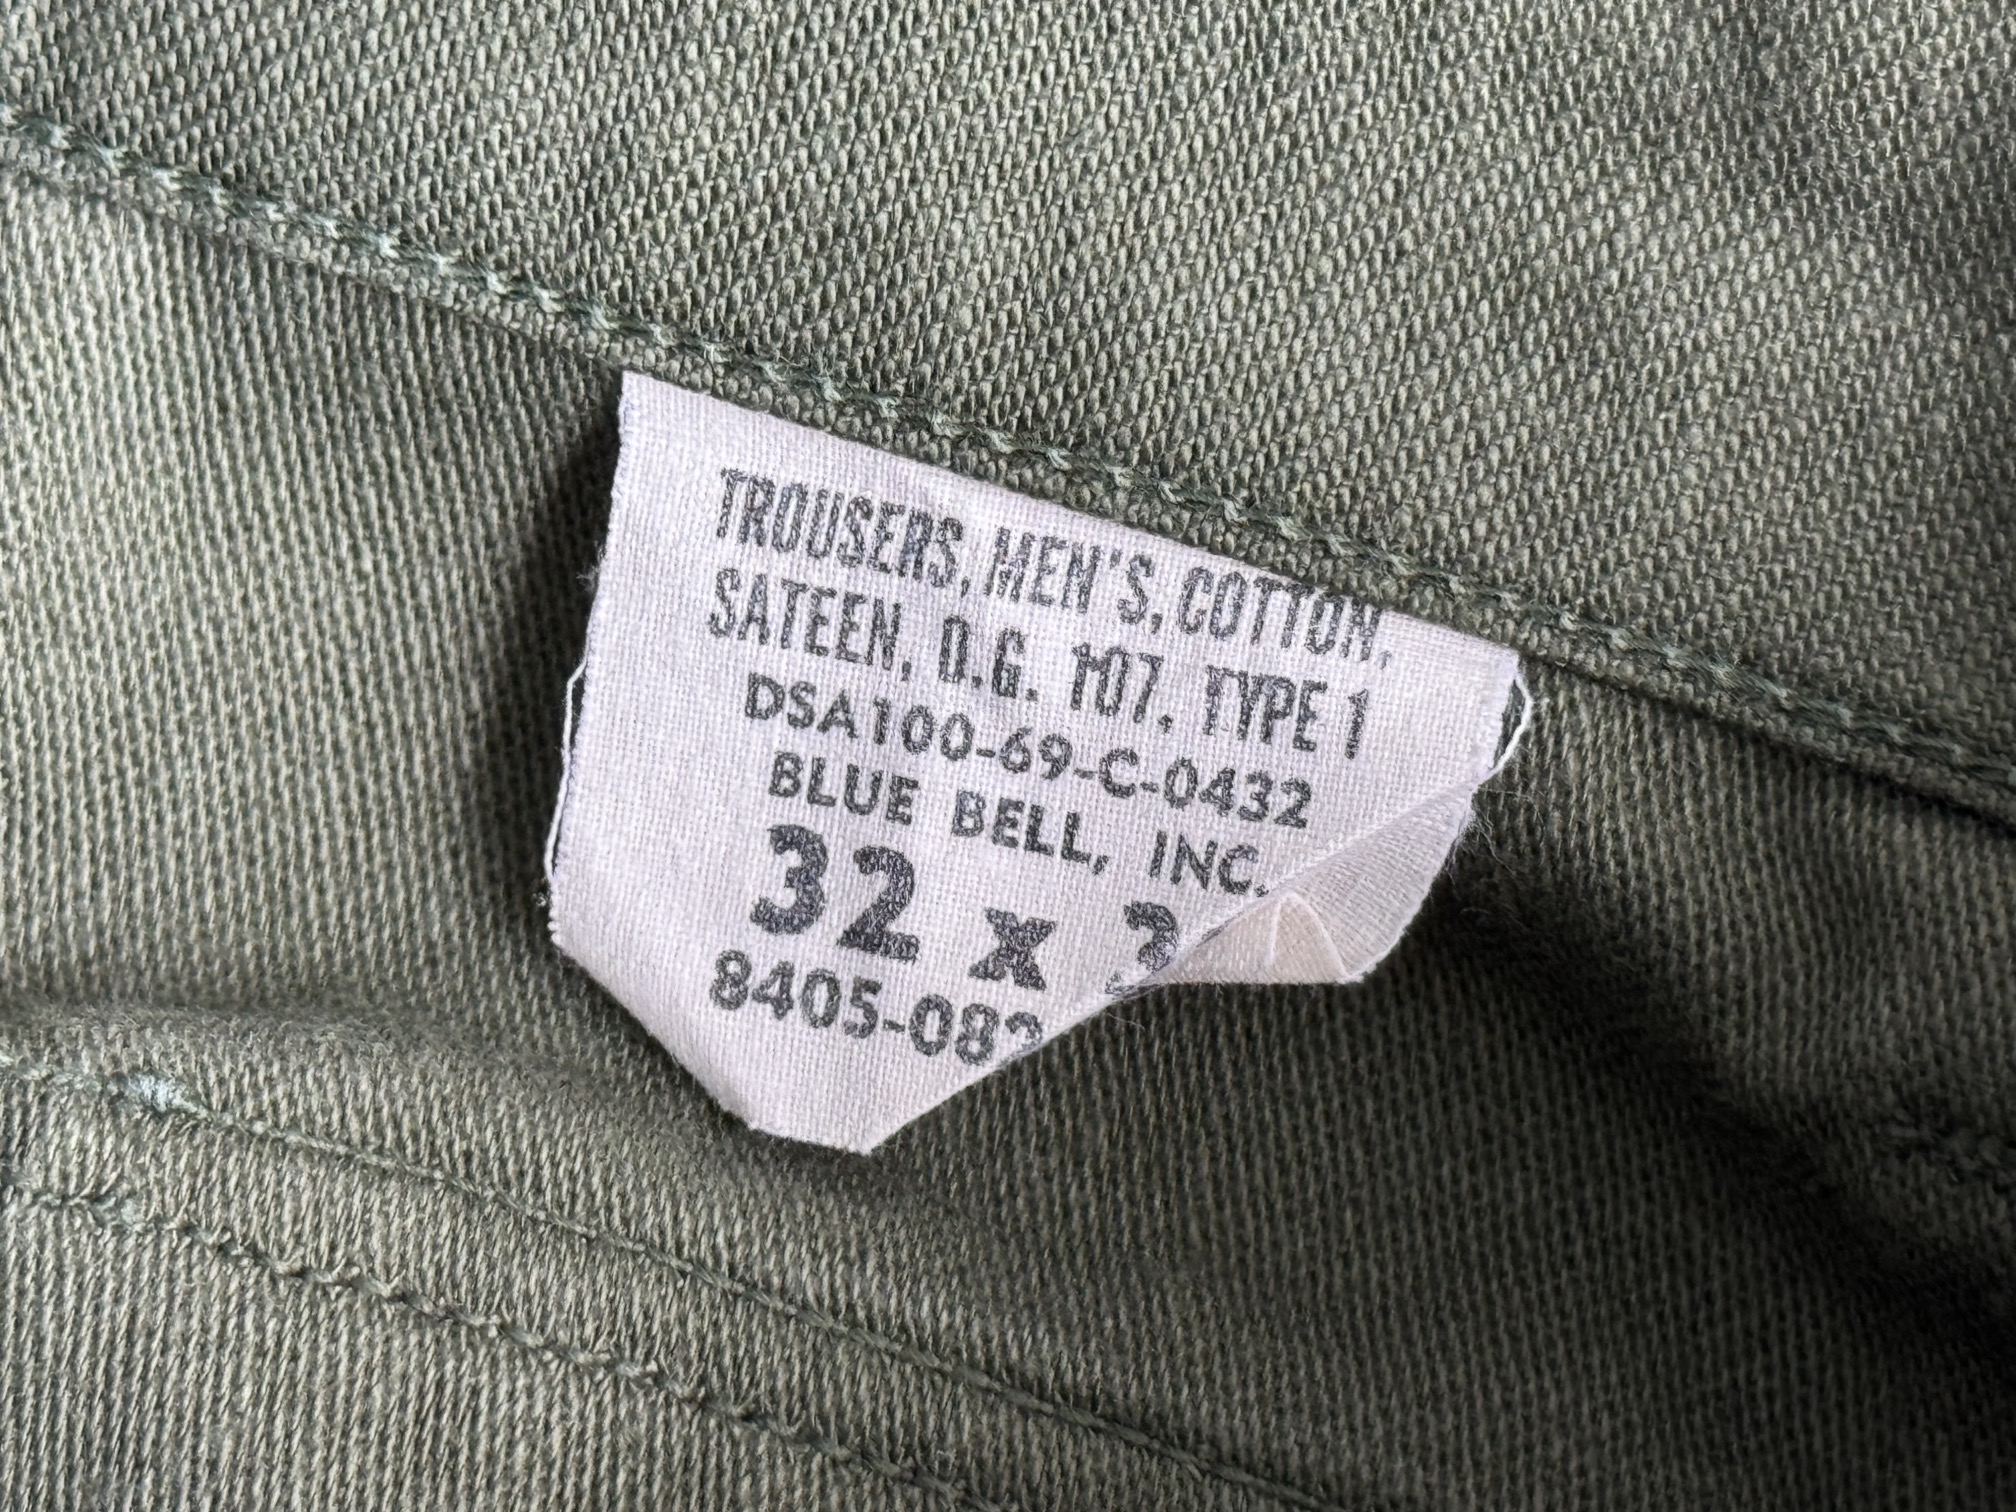 TROUSERS, MEN'S, COTTON,
SATEEN, O.G. 107, TYPE 1
DSA100-69-C-0432
BLUE BELL, INC.
32 x